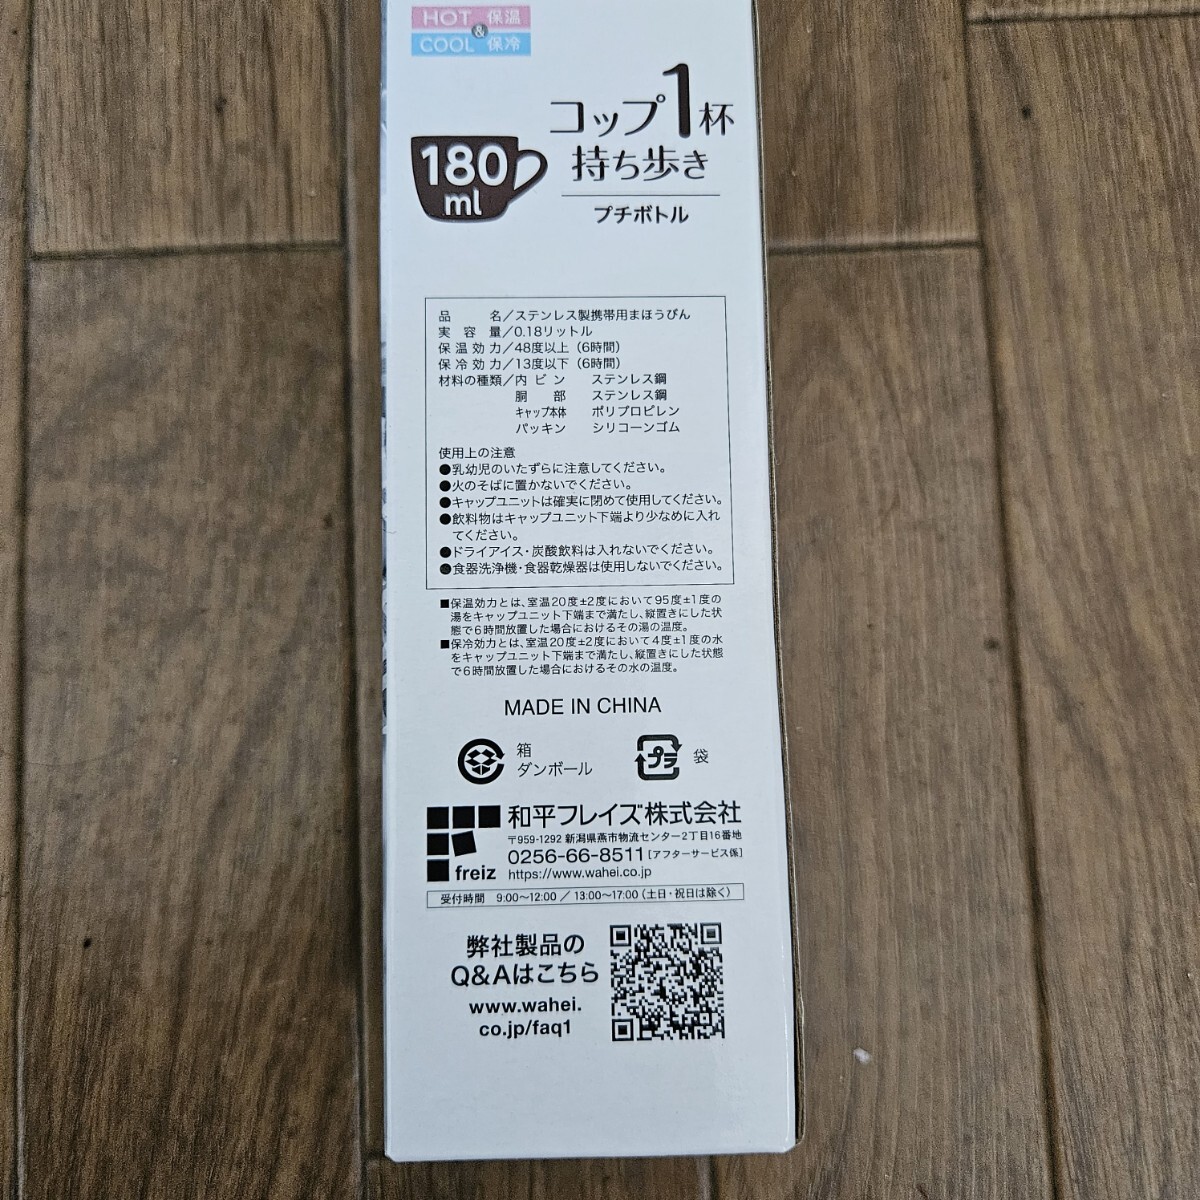 HOT 保温
&
COOL 保冷
180
ml
コップ1杯
持ち歩き
プチボトル
品名／ステンレス製携帯用まほうびん
実容量／0.18リットル
保温効力／48度以上（6時間）
保冷効力／13度以下（6時間）
材料の種類／内ビン ステンレス鋼
胴部 ステンレス鋼
キャップ本体 ポリプロピレン
パッキン シリコーンゴム
使用上の注意
●乳幼児のいたずらに注意してください。
●火のそばに置かないでください。
●キャップユニットは確実に閉めて使用してください。
●飲料物はキャップユニット下端より少なめに入れ
てください。
●ドライアイス・炭酸飲料は入れないでください。
●食器洗浄機・食器乾燥器は使用しないでください。
■保温効力とは、室温20度±2度において95度±1度の
湯をキャップユニット下端まで満たし、縦置きにした状
態で6時間放置した場合におけるその湯の温度。
■保冷効力とは、室温20度±2度において4度±1度の水
をキャップユニット下端まで満たし、縦置きにした状態
で6時間放置した場合におけるその水の温度。
MADE IN CHINA
箱
ダンボール
プラ 袋
和平フレイズ株式会社
〒959-1292 新潟県燕市物流センター2丁目16番地
0256-66-8511［アフターサービス係］
freiz https://www.wahei.co.jp
受付時間 9:00～12:00 ／ 13:00～17:00（土日・祝日は除く）
弊社製品の
Q&Aはこちら
www.wahei.
co.jp/faq1